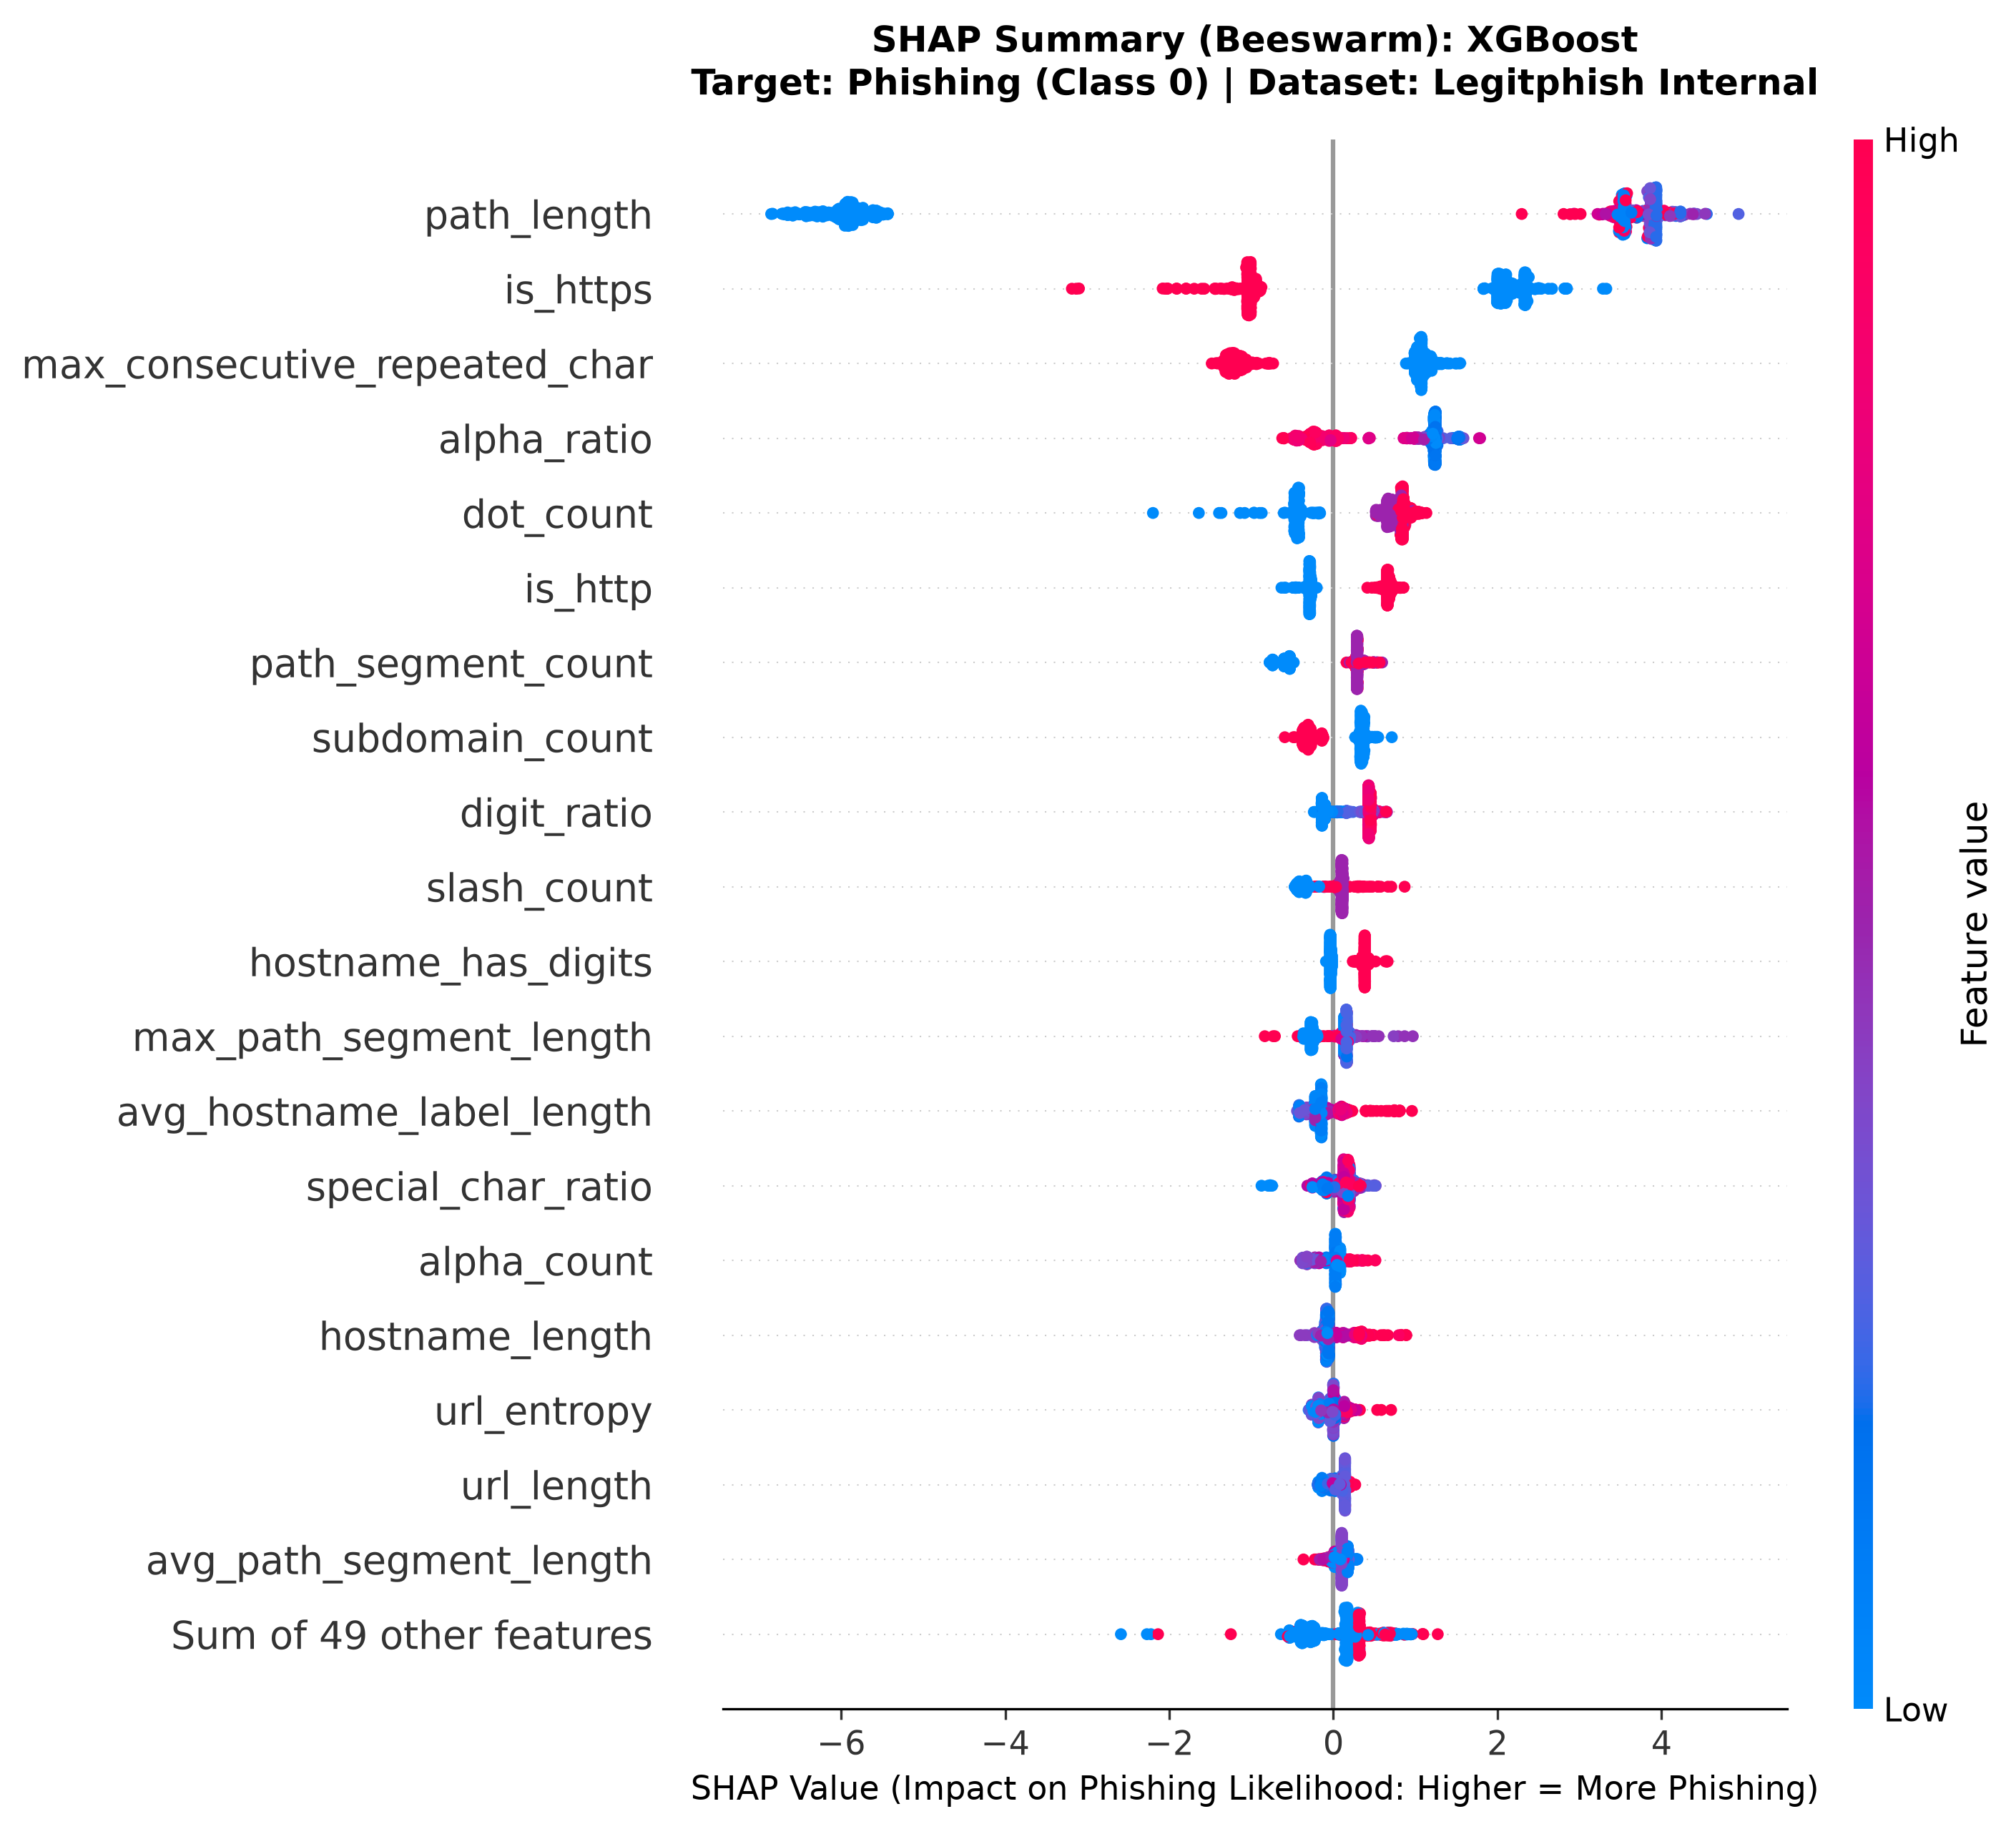 SHAP Summary (Beeswarm): XGBoost
Target: Phishing (Class 0) | Dataset: Legitphish Internal
High
path_length
is_https
max_consecutive_repeated_char
alpha_ratio
dot_count
is_http
path_segment_count
subdomain_count
digit_ratio
slash_count
hostname_has_digits
max_path_segment_length
avg_hostname_label_length
special_char_ratio
alpha_count
hostname_length
url_entropy
url_length
avg_path_segment_length
Sum of 49 other features
Feature value
Low
−6 −4 −2 0 2 4
SHAP Value (Impact on Phishing Likelihood: Higher = More Phishing)